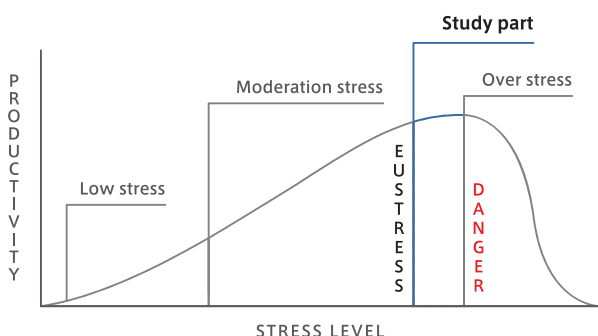 Study part
Over stress
Moderation stress
Low stress
PRODUCTIVITY
EUSTRESS
DANGER
STRESS LEVEL